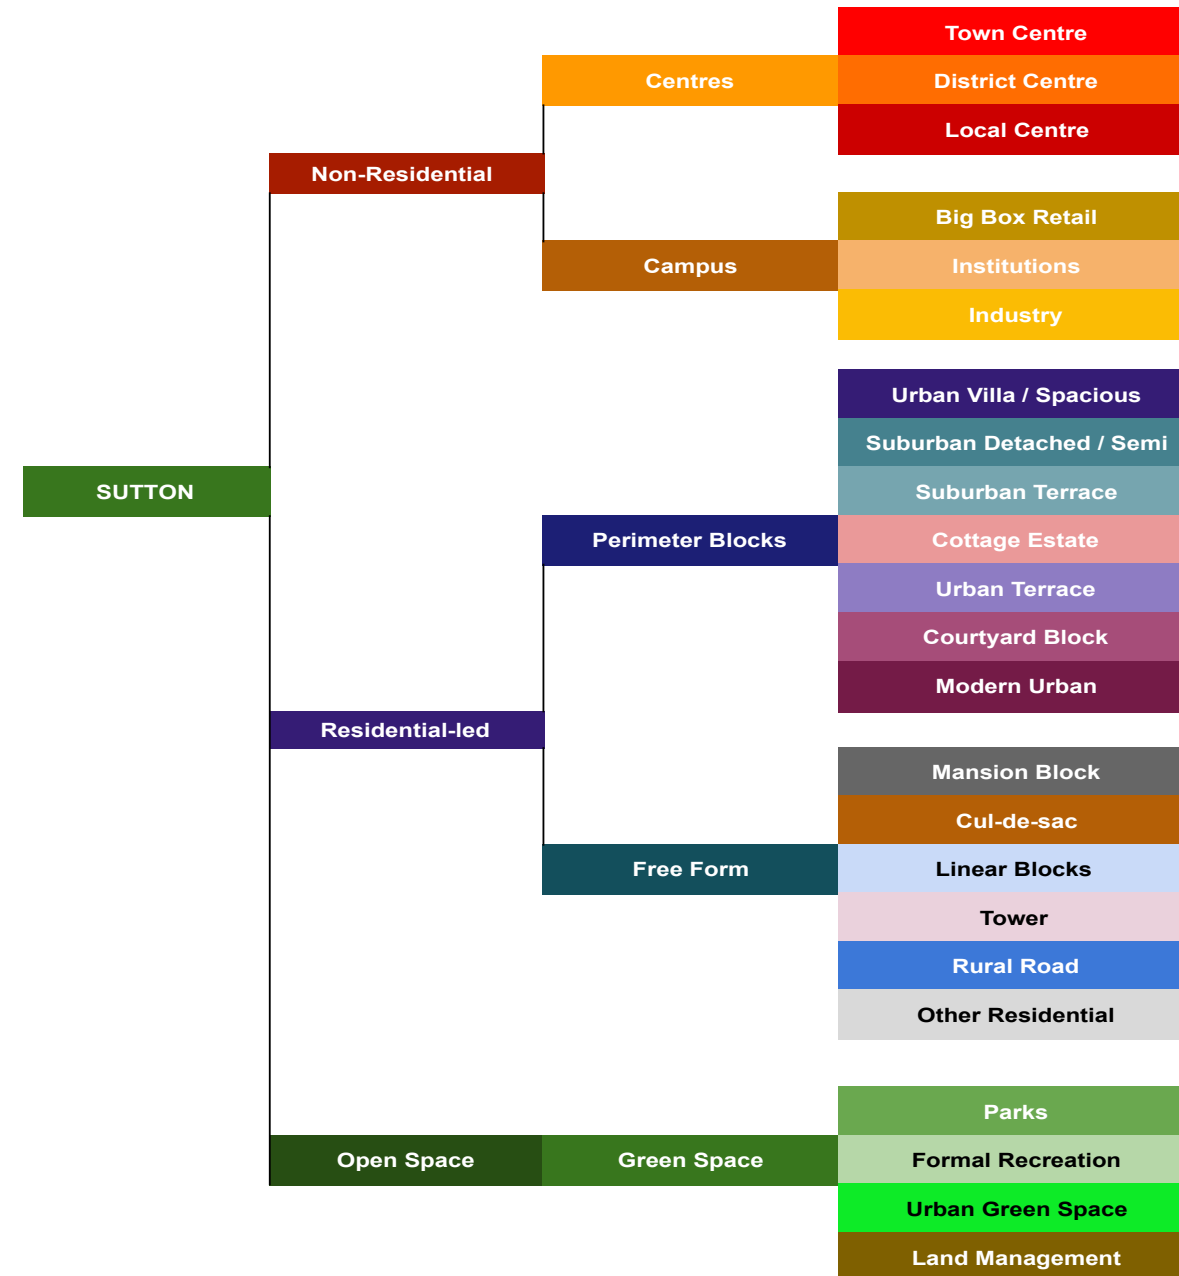 Town Centre
Centres
District Centre
Local Centre
Non-Residential
Big Box Retail
Campus
Institutions
Industry
Urban Villa / Spacious
Suburban Detached / Semi
SUTTON
Suburban Terrace
Perimeter Blocks
Cottage Estate
Urban Terrace
Courtyard Block
Modern Urban
Residential-led
Mansion Block
Cul-de-sac
Free Form
Linear Blocks
Tower
Rural Road
Other Residential
Parks
Open Space
Green Space
Formal Recreation
Urban Green Space
Land Management